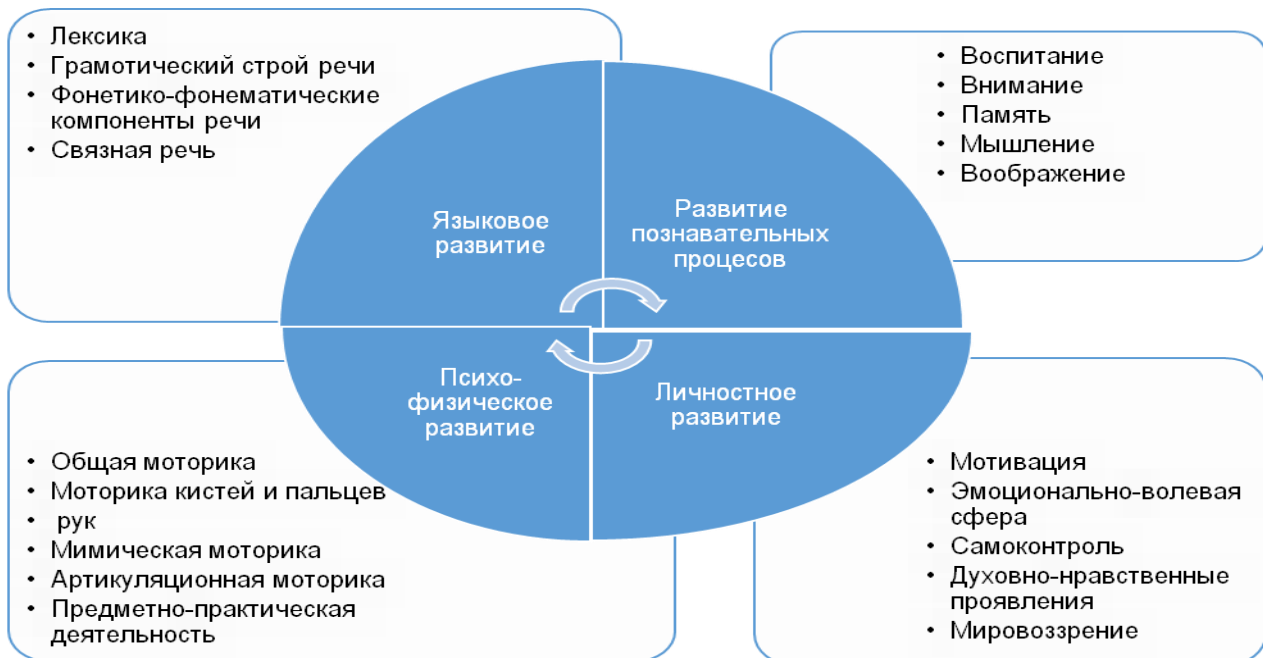 • Лексика
• Грамотический строй речи
• Фонетико-фонематические
компоненты речи
• Связная речь
• Воспитание
• Внимание
• Память
• Мышление
• Воображение
Языковое
развитие
Развитие
познавательных
процесов
Психо-
физическое
развитие
Личностное
развитие
• Общая моторика
• Моторика кистей и пальцев
• рук
• Мимическая моторика
• Артикуляционная моторика
• Предметно-практическая
деятельность
• Мотивация
• Эмоционально-волевая
сфера
• Самоконтроль
• Духовно-нравственные
проявления
• Мировоззрение